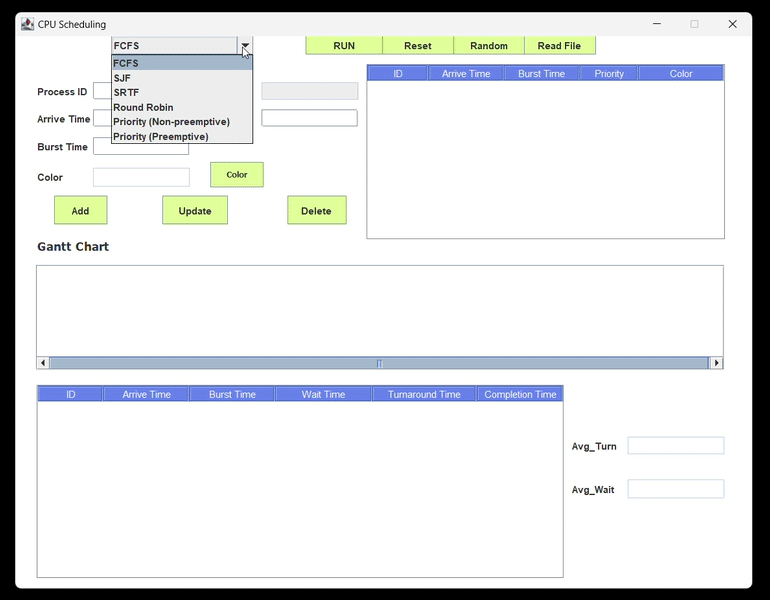 CPU Scheduling
FCFS
RUN Reset Random Read File
FCFS
SJF
SRTF
Round Robin
Priority (Non-preemptive)
Priority (Preemptive)
ID Arrive Time Burst Time Priority Color
Process ID
Arrive Time
Burst Time
Color Color
Add Update Delete
Gantt Chart
ID Arrive Time Burst Time Wait Time Turnaround Time Completion Time
Avg_Turn
Avg_Wait